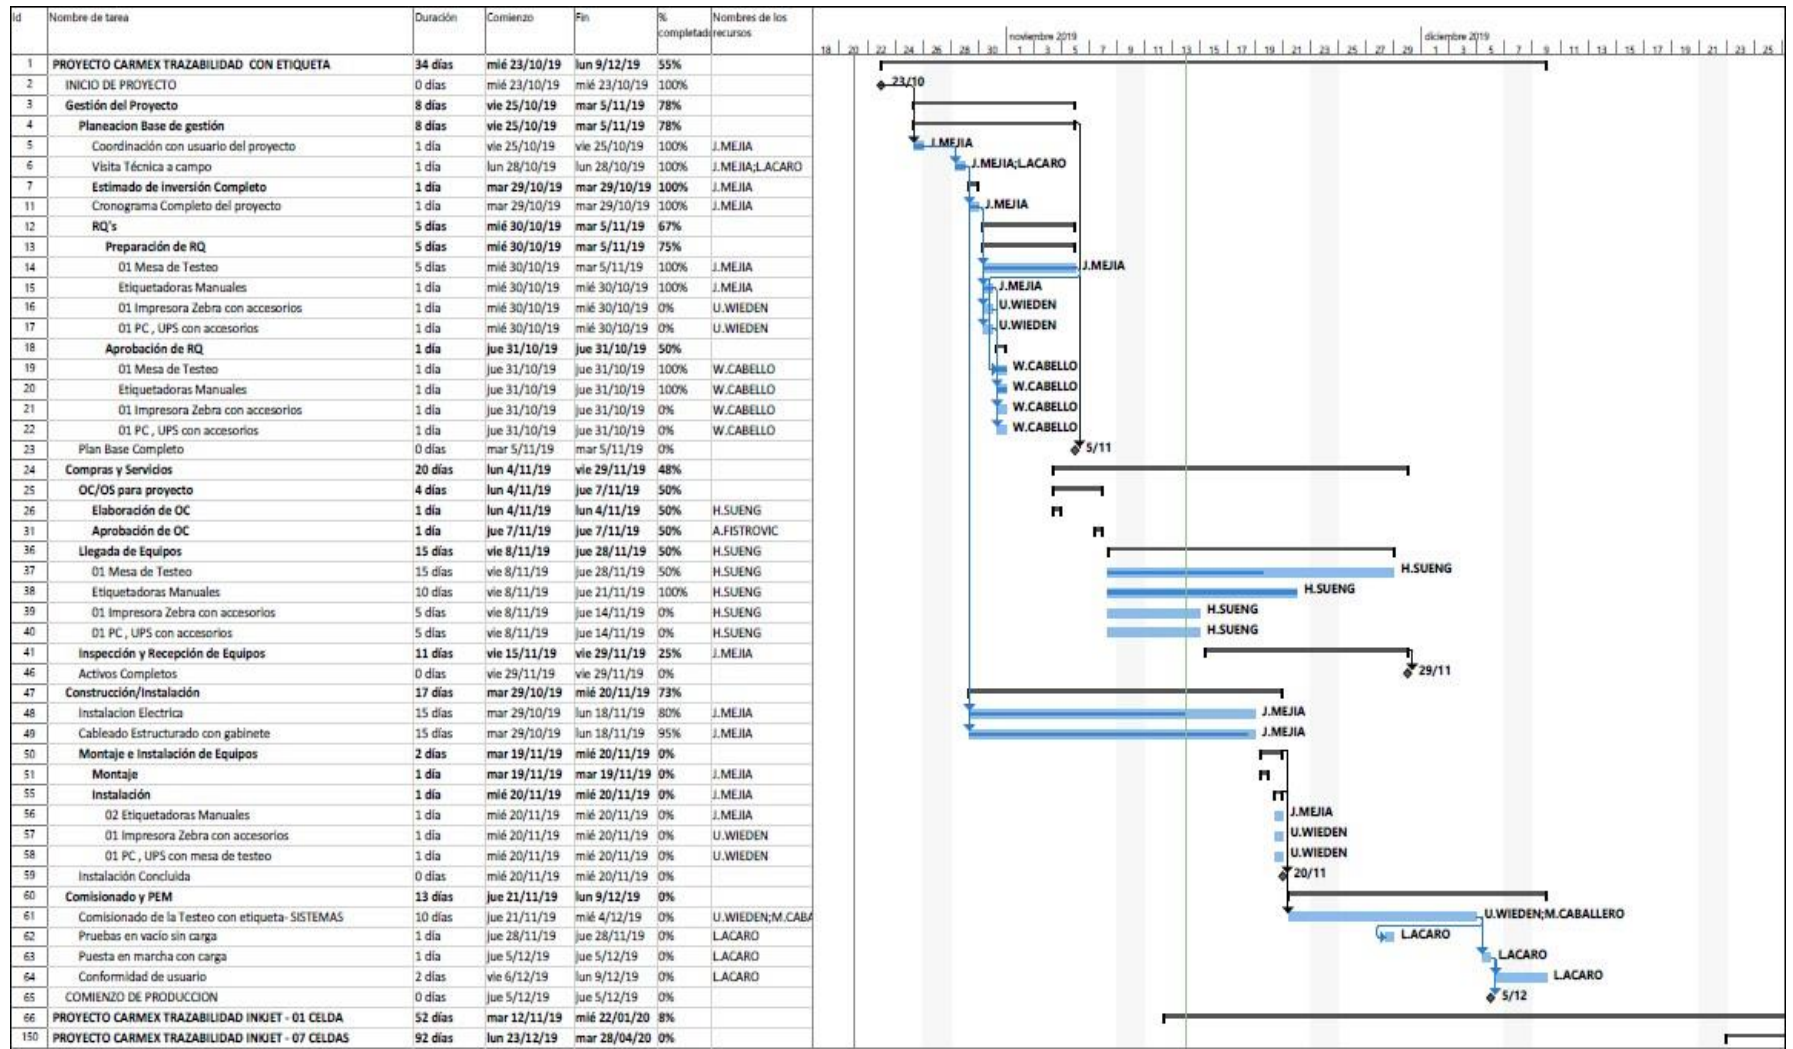 Id Nombre de tarea Duración Comienzo Fin % completado Nombres de los recursos
noviembre 2019 diciembre 2019
18 20 22 24 26 28 30 1 3 5 7 9 11 13 15 17 19 21 23 25 27 29 1 3 5 7 9 11 13 15 17 19 21 23 25
1 PROYECTO CARMEX TRAZABILIDAD CON ETIQUETA 34 días mié 23/10/19 lun 9/12/19 55%
2 INICIO DE PROYECTO 0 días mié 23/10/19 mié 23/10/19 100% 23/10
3 Gestión del Proyecto 8 días vie 25/10/19 mar 5/11/19 78%
4 Planeacion Base de gestión 8 días vie 25/10/19 mar 5/11/19 78%
5 Coordinación con usuario del proyecto 1 día vie 25/10/19 vie 25/10/19 100% J.MEJIA J.MEJIA
6 Visita Técnica a campo 1 día lun 28/10/19 lun 28/10/19 100% J.MEJIA;L.ACARO J.MEJIA;L.ACARO
7 Estimado de inversión Completo 1 día mar 29/10/19 mar 29/10/19 100% J.MEJIA
11 Cronograma Completo del proyecto 1 día mar 29/10/19 mar 29/10/19 100% J.MEJIA J.MEJIA
12 RQ's 5 días mié 30/10/19 mar 5/11/19 67%
13 Preparación de RQ 5 días mié 30/10/19 mar 5/11/19 75%
14 01 Mesa de Testeo 5 días mié 30/10/19 mar 5/11/19 100% J.MEJIA J.MEJIA
15 Etiquetadoras Manuales 1 día mié 30/10/19 mié 30/10/19 100% J.MEJIA J.MEJIA
16 01 Impresora Zebra con accesorios 1 día mié 30/10/19 mié 30/10/19 0% U.WIEDEN U.WIEDEN
17 01 PC , UPS con accesorios 1 día mié 30/10/19 mié 30/10/19 0% U.WIEDEN U.WIEDEN
18 Aprobación de RQ 1 día jue 31/10/19 jue 31/10/19 50%
19 01 Mesa de Testeo 1 día jue 31/10/19 jue 31/10/19 100% W.CABELLO W.CABELLO
20 Etiquetadoras Manuales 1 día jue 31/10/19 jue 31/10/19 100% W.CABELLO W.CABELLO
21 01 Impresora Zebra con accesorios 1 día jue 31/10/19 jue 31/10/19 0% W.CABELLO W.CABELLO
22 01 PC , UPS con accesorios 1 día jue 31/10/19 jue 31/10/19 0% W.CABELLO W.CABELLO
23 Plan Base Completo 0 días mar 5/11/19 mar 5/11/19 0% 5/11
24 Compras y Servicios 20 días lun 4/11/19 vie 29/11/19 48%
25 OC/OS para proyecto 4 días lun 4/11/19 jue 7/11/19 50%
26 Elaboración de OC 1 día lun 4/11/19 lun 4/11/19 50% H.SUENG
31 Aprobación de OC 1 día jue 7/11/19 jue 7/11/19 50% A.FISTROVIC
36 Llegada de Equipos 15 días vie 8/11/19 jue 28/11/19 50% H.SUENG
37 01 Mesa de Testeo 15 días vie 8/11/19 jue 28/11/19 50% H.SUENG H.SUENG
38 Etiquetadoras Manuales 10 días vie 8/11/19 jue 21/11/19 100% H.SUENG H.SUENG
39 01 Impresora Zebra con accesorios 5 días vie 8/11/19 jue 14/11/19 0% H.SUENG H.SUENG
40 01 PC , UPS con accesorios 5 días vie 8/11/19 jue 14/11/19 0% H.SUENG H.SUENG
41 Inspección y Recepción de Equipos 11 días vie 15/11/19 vie 29/11/19 25% J.MEJIA
46 Activos Completos 0 días vie 29/11/19 vie 29/11/19 0% 29/11
47 Construcción/Instalación 17 días mar 29/10/19 mié 20/11/19 73%
48 Instalacion Electrica 15 días mar 29/10/19 lun 18/11/19 80% J.MEJIA J.MEJIA
49 Cableado Estructurado con gabinete 15 días mar 29/10/19 lun 18/11/19 95% J.MEJIA J.MEJIA
50 Montaje e Instalación de Equipos 2 días mar 19/11/19 mié 20/11/19 0%
51 Montaje 1 día mar 19/11/19 mar 19/11/19 0% J.MEJIA
55 Instalación 1 día mié 20/11/19 mié 20/11/19 0% J.MEJIA
56 02 Etiquetadoras Manuales 1 día mié 20/11/19 mié 20/11/19 0% J.MEJIA J.MEJIA
57 01 Impresora Zebra con accesorios 1 día mié 20/11/19 mié 20/11/19 0% U.WIEDEN U.WIEDEN
58 01 PC , UPS con mesa de testeo 1 día mié 20/11/19 mié 20/11/19 0% U.WIEDEN U.WIEDEN
59 Instalación Concluida 0 días mié 20/11/19 mié 20/11/19 0% 20/11
60 Comisionado y PEM 13 días jue 21/11/19 lun 9/12/19 0%
61 Comisionado de la Testeo con etiqueta- SISTEMAS 10 días jue 21/11/19 mié 4/12/19 0% U.WIEDEN;M.CABA U.WIEDEN;M.CABALLERO
62 Pruebas en vacío sin carga 1 día jue 28/11/19 jue 28/11/19 0% L.ACARO L.ACARO
63 Puesta en marcha con carga 1 día jue 5/12/19 jue 5/12/19 0% L.ACARO L.ACARO
64 Conformidad de usuario 2 días vie 6/12/19 lun 9/12/19 0% L.ACARO L.ACARO
65 COMIENZO DE PRODUCCION 0 días jue 5/12/19 jue 5/12/19 0% 5/12
66 PROYECTO CARMEX TRAZABILIDAD INKJET - 01 CELDA 52 días mar 12/11/19 mié 22/01/20 8%
150 PROYECTO CARMEX TRAZABILIDAD INKJET - 07 CELDAS 92 días lun 23/12/19 mar 28/04/20 0%